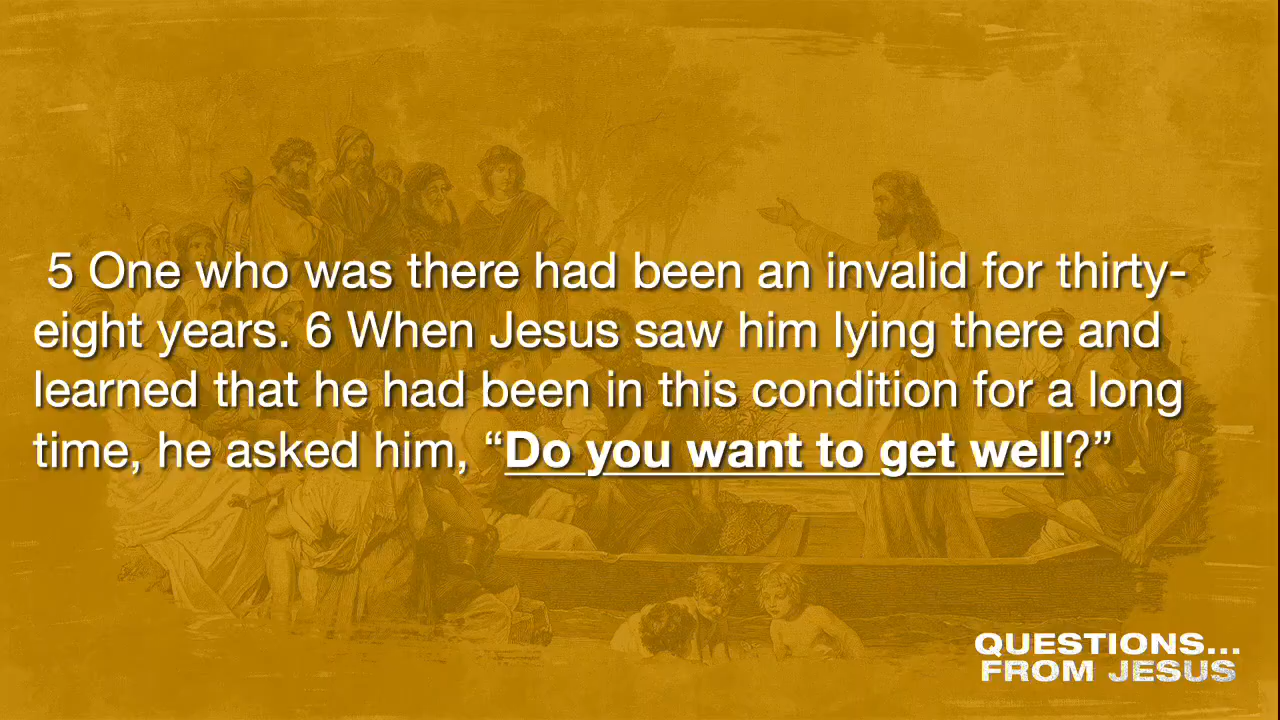 5 One who was there had been an invalid for thirty-
eight years. 6 When Jesus saw him lying there and
learned that he had been in this condition for a long
time, he asked him, “Do you want to get well?”
QUESTIONS...
FROM JESUS